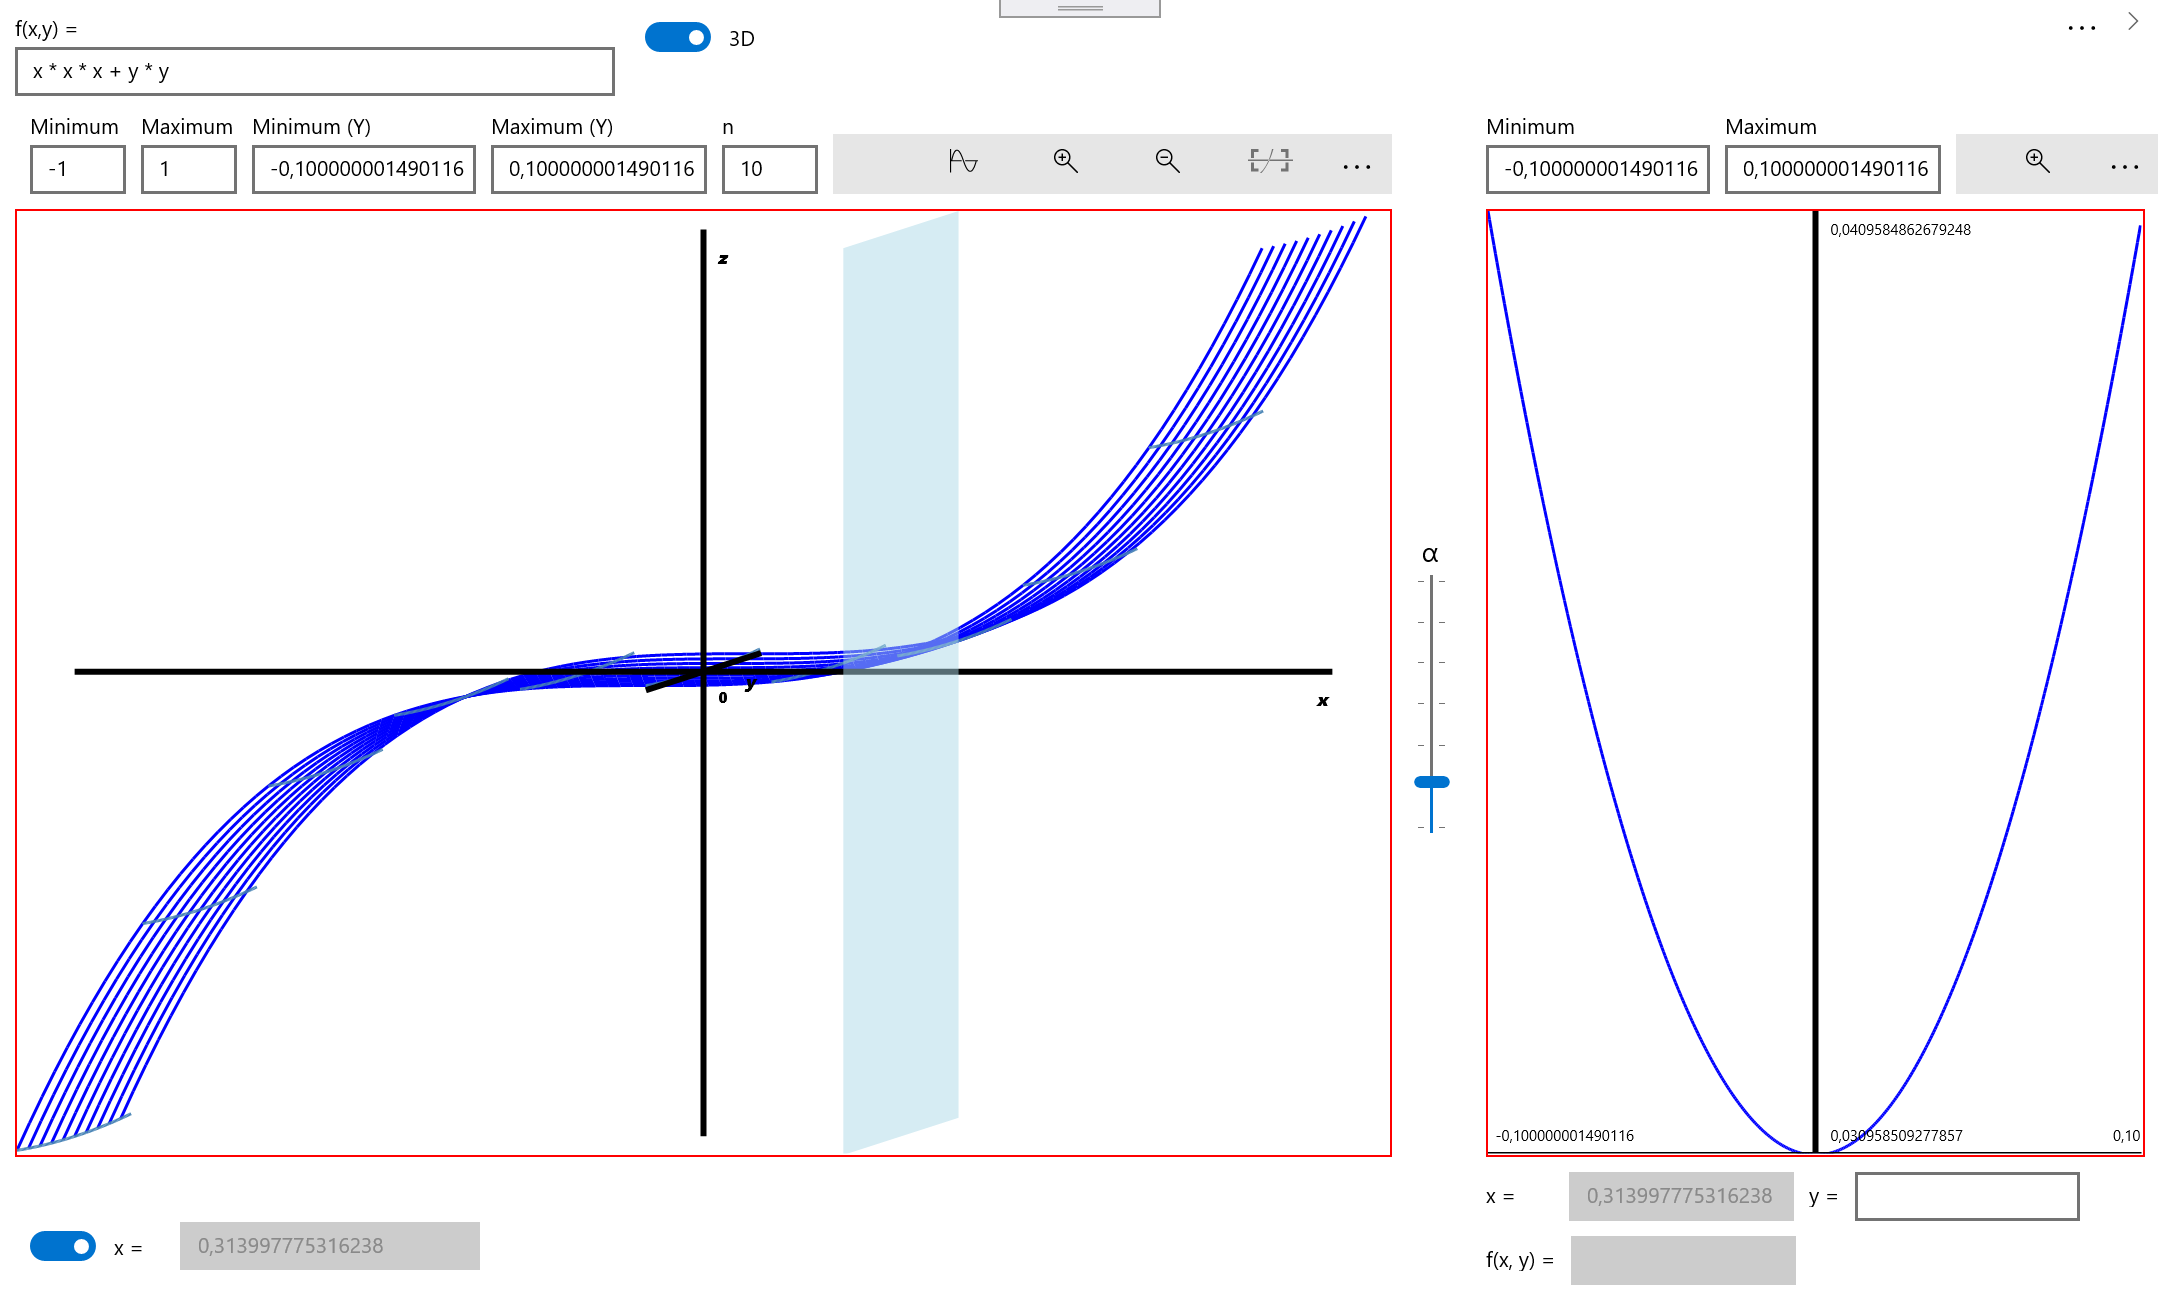 f(x,y) =
3D
x * x * x + y * y
Minimum Maximum Minimum (Y) Maximum (Y) n
-1 1 -0,100000001490116 0,100000001490116 10
Minimum Maximum
-0,100000001490116 0,100000001490116
z
0 y
x
α
0,0409584862679248
-0,100000001490116 0,030958509277857 0,10
x = 0,313997775316238
x = 0,313997775316238 y =
f(x, y) =